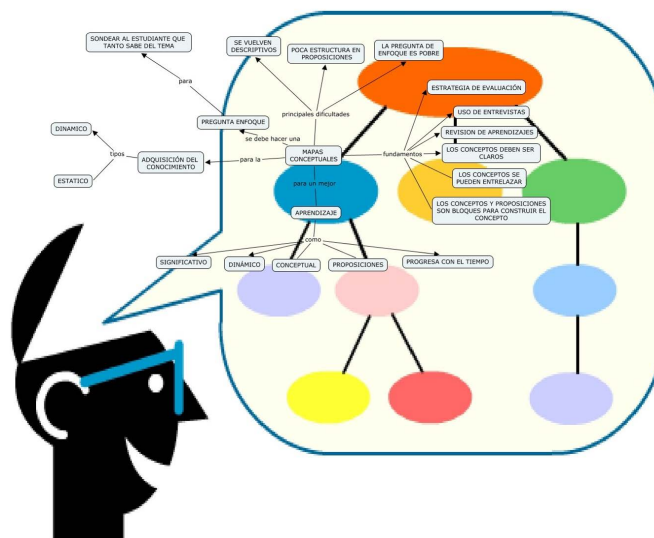 SONDEAR AL ESTUDIANTE QUE
TANTO SABE DEL TEMA
SE VUELVEN
DESCRIPTIVOS
POCA ESTRUCTURA EN
PROPOSICIONES
LA PREGUNTA DE
ENFOQUE ES POBRE
para
ESTRATEGIA DE EVALUACIÓN
principales dificultades
USO DE ENTREVISTAS
PREGUNTA ENFOQUE
REVISION DE APRENDIZAJES
DINAMICO
se debe hacer una
tipos
ADQUISICIÓN DEL
CONOCIMIENTO
para la
MAPAS
CONCEPTUALES
fundamentos
LOS CONCEPTOS DEBEN SER
CLAROS
ESTATICO
para un mejor
LOS CONCEPTOS SE
PUEDEN ENTRELAZAR
LOS CONCEPTOS Y PROPOSICIONES
SON BLOQUES PARA CONSTRUIR EL
CONCEPTO
APRENDIZAJE
como
SIGNIFICATIVO
DINÁMICO
CONCEPTUAL
PROPOSICIONES
PROGRESA CON EL TIEMPO